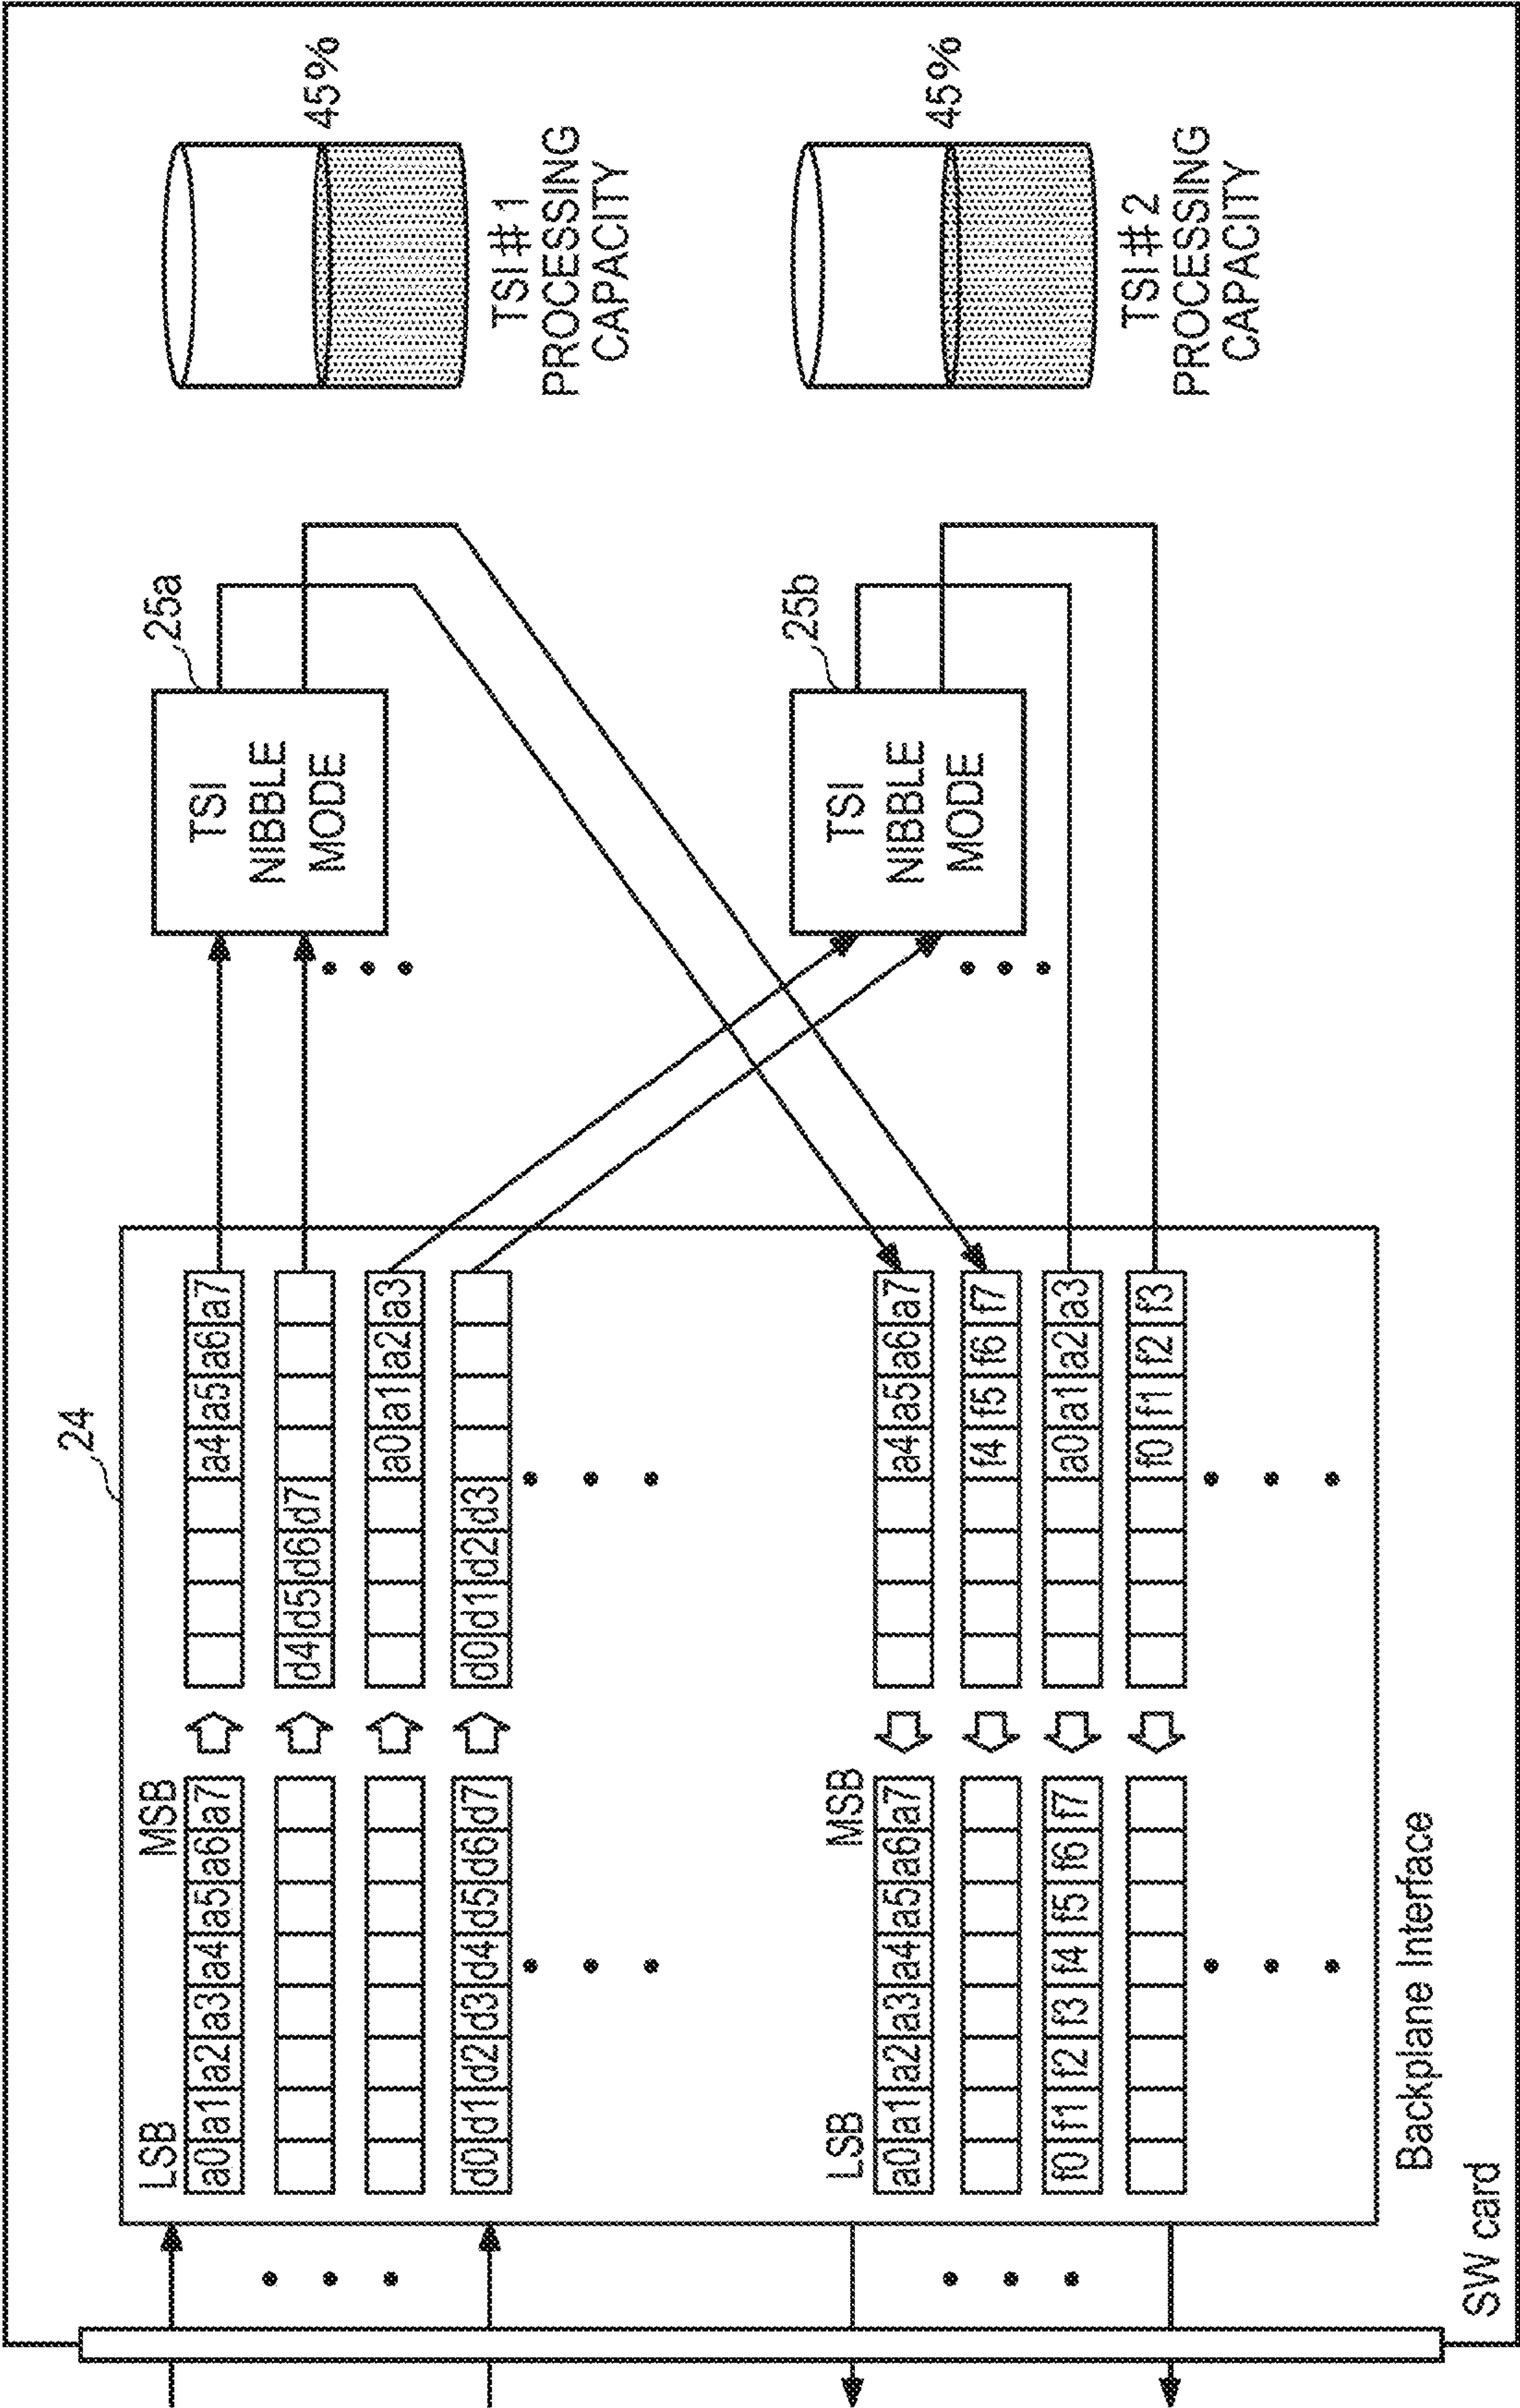 24
LSB MSB
a0 a1 a2 a3 a4 a5 a6 a7
a4 a5 a6 a7
d4 d5 d6 d7
a0 a1 a2 a3
d0 d1 d2 d3 d4 d5 d6 d7
d0 d1 d2 d3
25a
TSI
NIBBLE
MODE
45%
TSI #1
PROCESSING
CAPACITY
LSB MSB
a0 a1 a2 a3 a4 a5 a6 a7
a4 a5 a6 a7
f4 f5 f6 f7
f0 f1 f2 f3 f4 f5 f6 f7
a0 a1 a2 a3
f0 f1 f2 f3
25b
TSI
NIBBLE
MODE
45%
TSI #2
PROCESSING
CAPACITY
Backplane Interface
SW card